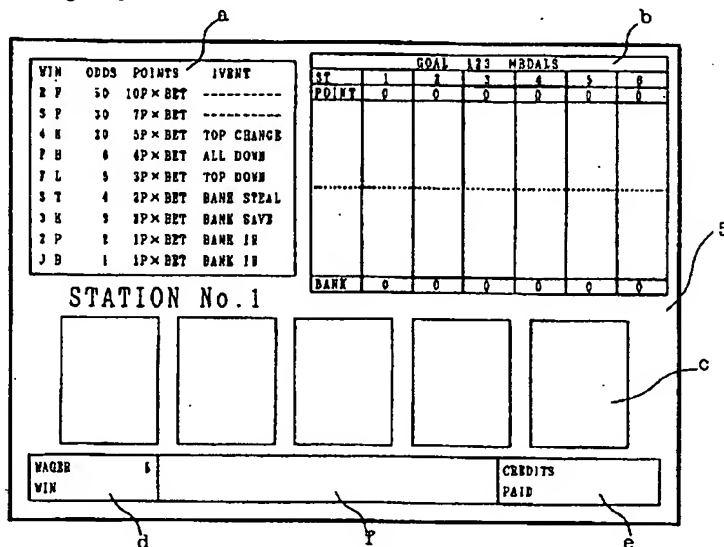 a
b
WIN ODDS POINTS IVENT
R F 50 10P×BET ----------
S F 30 7P×BET ----------
4 K 20 5P×BET TOP CHANGE
F H 6 4P×BET ALL DOWN
F L 5 3P×BET TOP DOWN
S T 4 2P×BET BANK STEAL
3 K 3 2P×BET BANK SAVE
2 P 2 1P×BET BANK IN
J B 1 1P×BET BANK IN
GOAL 123 MEDALS
ST. 1 2 3 4 5 6
POINT 0 0 0 0 0 0
BANK 0 0 0 0 0 0
5
STATION No.1
c
WAGER 5
WIN
CREDITS
PAID
d
f
e